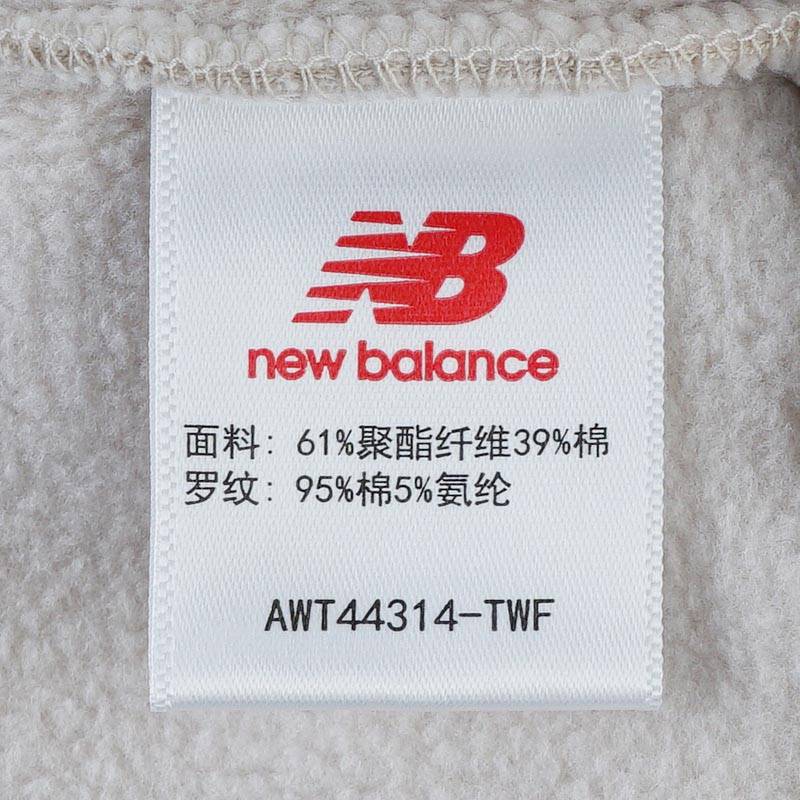 NB
new balance
面料: 61%聚酯纤维39%棉
罗纹: 95%棉5%氨纶
AWT44314-TWF